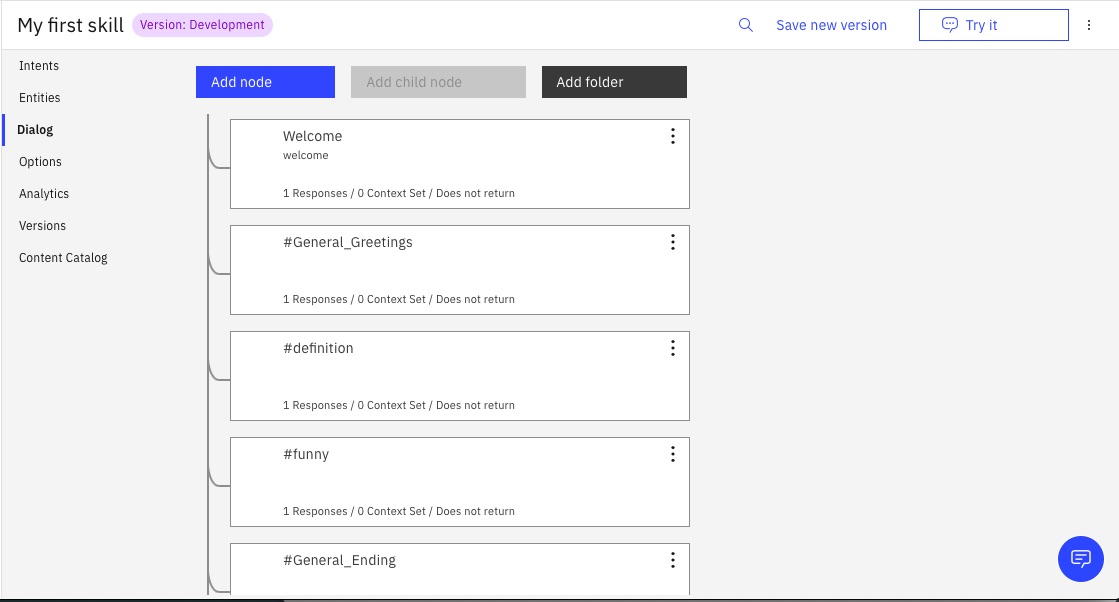 My first skill Version: Development Save new version Try it
Intents
Entities
Dialog
Options
Analytics
Versions
Content Catalog
Add node Add child node Add folder
Welcome
welcome
1 Responses / 0 Context Set / Does not return
#General_Greetings
1 Responses / 0 Context Set / Does not return
#definition
1 Responses / 0 Context Set / Does not return
#funny
1 Responses / 0 Context Set / Does not return
#General_Ending